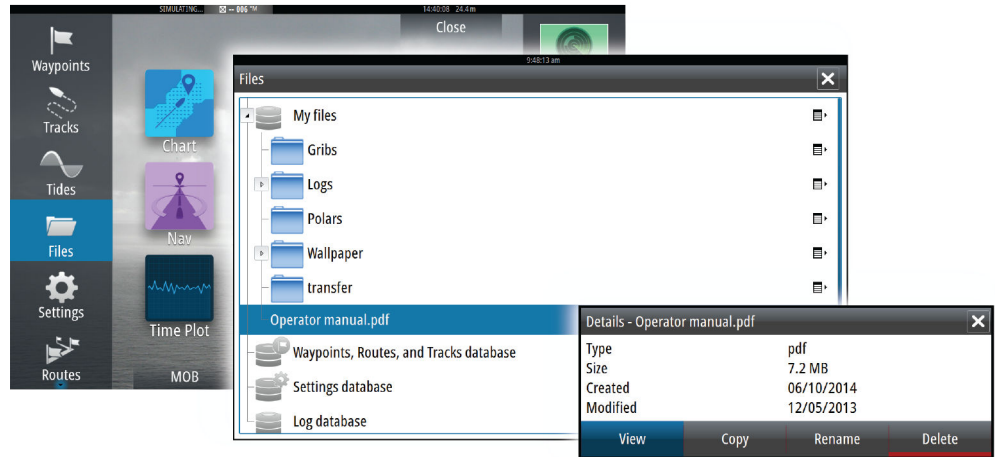 SIMULATING... -- 006 °M 14:40:08 24.4 m
Close
Waypoints
Tracks
Tides
Files
Settings
Routes
Chart
Nav
Time Plot
MOB
9:48:13 am
Files
My files
Gribs
Logs
Polars
Wallpaper
transfer
Operator manual.pdf
Waypoints, Routes, and Tracks database
Settings database
Log database
Details - Operator manual.pdf
Type pdf
Size 7.2 MB
Created 06/10/2014
Modified 12/05/2013
View Copy Rename Delete